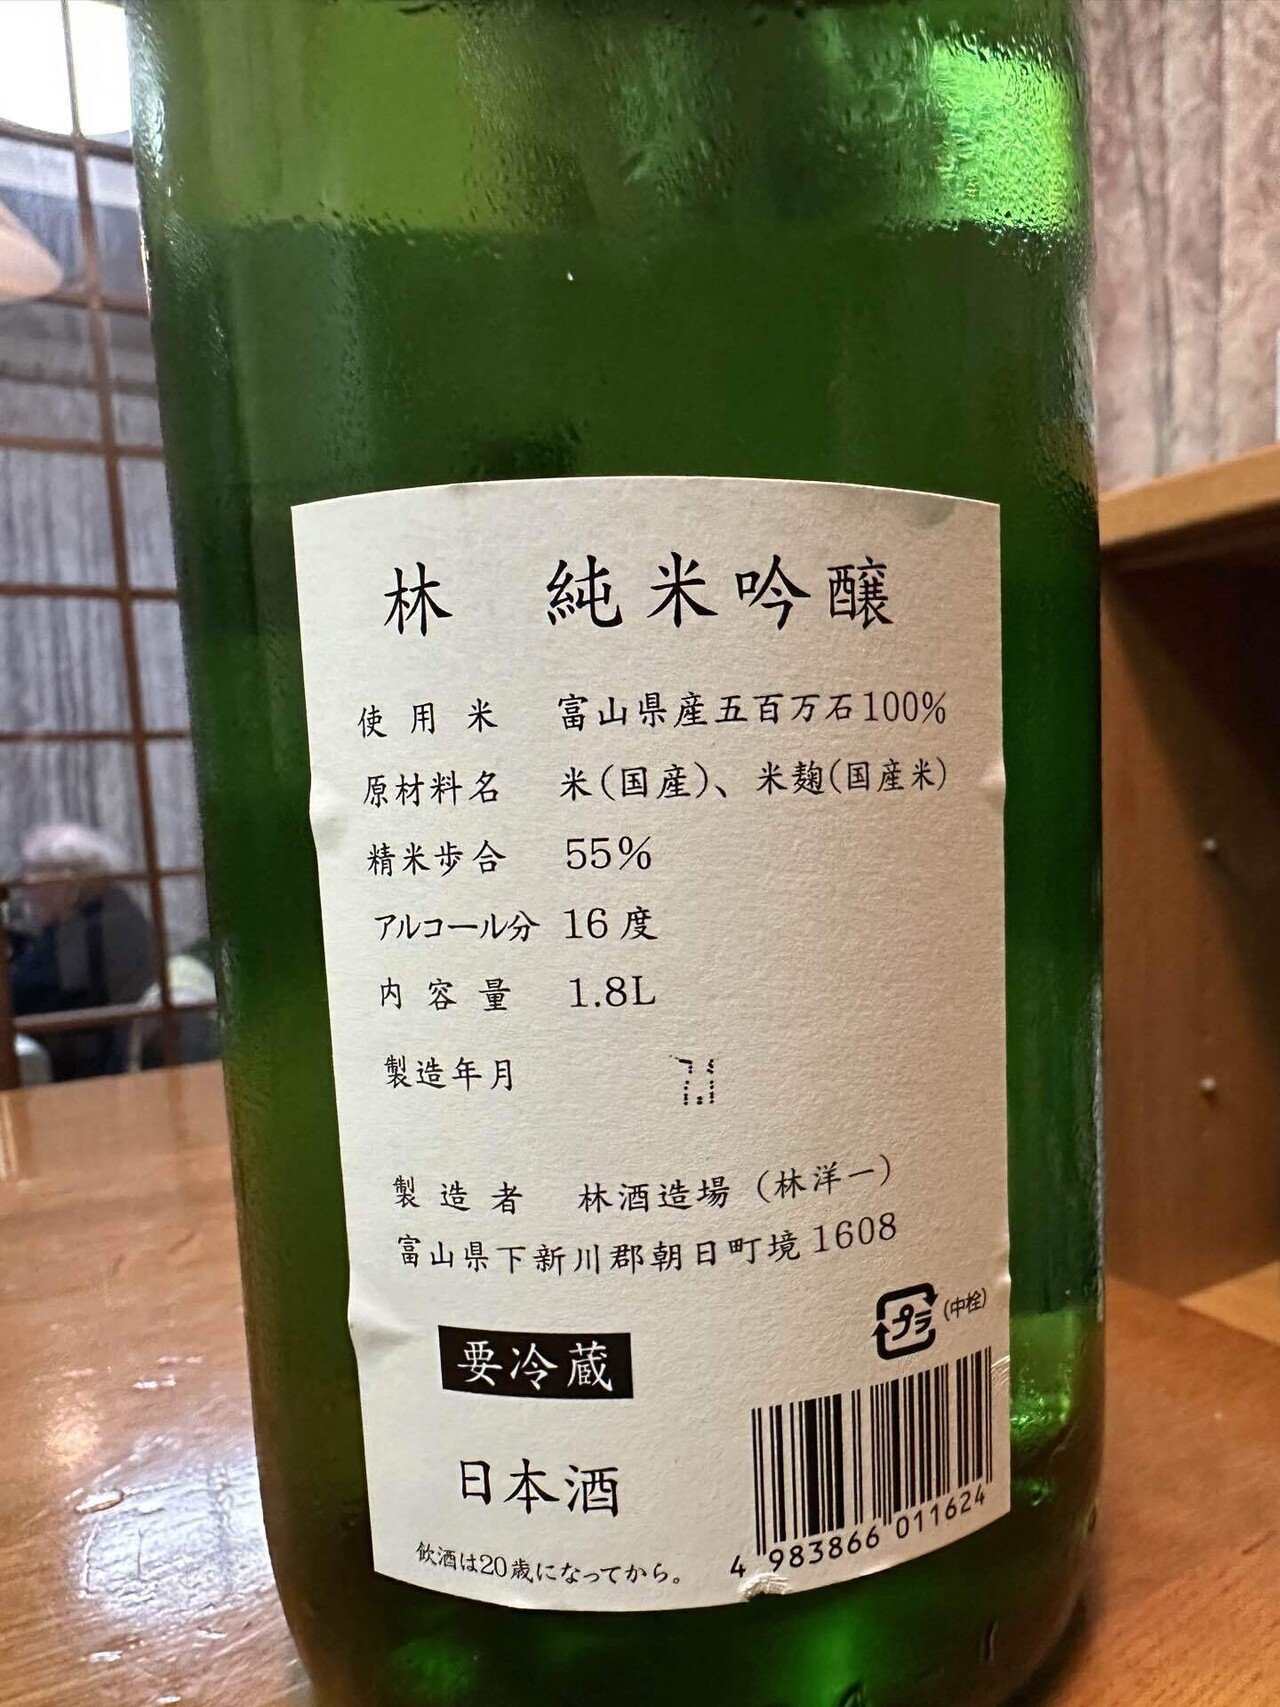 林 純米吟醸
使用米 富山県産五百万石100%
原材料名 米(国産)、米麹(国産米)
精米歩合 55%
アルコール分 16度
内容量 1.8L
製造年月
製造者 林酒造場 (林洋一)
富山県下新川郡朝日町境1608
プラ (中栓)
要冷蔵
日本酒
飲酒は20歳になってから。
4 983866 011624